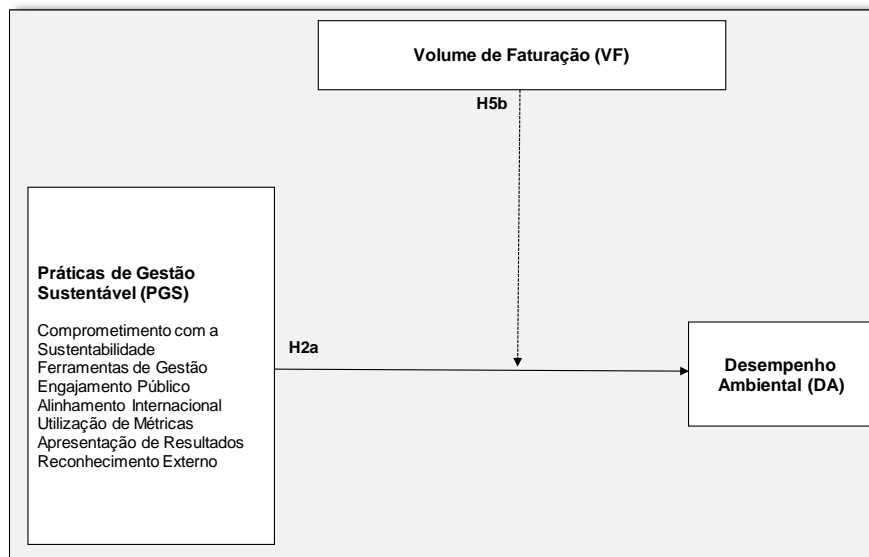 Volume de Faturação (VF)
H5b
Práticas de Gestão
Sustentável (PGS)
Comprometimento com a
Sustentabilidade
Ferramentas de Gestão
Engajamento Público
Alinhamento Internacional
Utilização de Métricas
Apresentação de Resultados
Reconhecimento Externo
H2a
Desempenho
Ambiental (DA)